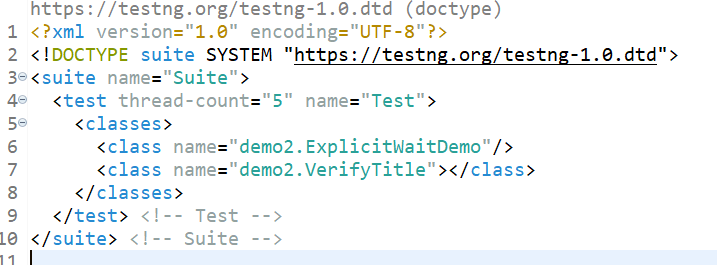 https://testng.org/testng-1.0.dtd (doctype)
1 <?xml version="1.0" encoding="UTF-8"?>
2 <!DOCTYPE suite SYSTEM "https://testng.org/testng-1.0.dtd">
3 <suite name="Suite">
4 <test thread-count="5" name="Test">
5 <classes>
6 <class name="demo2.ExplicitWaitDemo"/>
7 <class name="demo2.VerifyTitle"></class>
8 </classes>
9 </test> <!-- Test -->
10 </suite> <!-- Suite -->
11